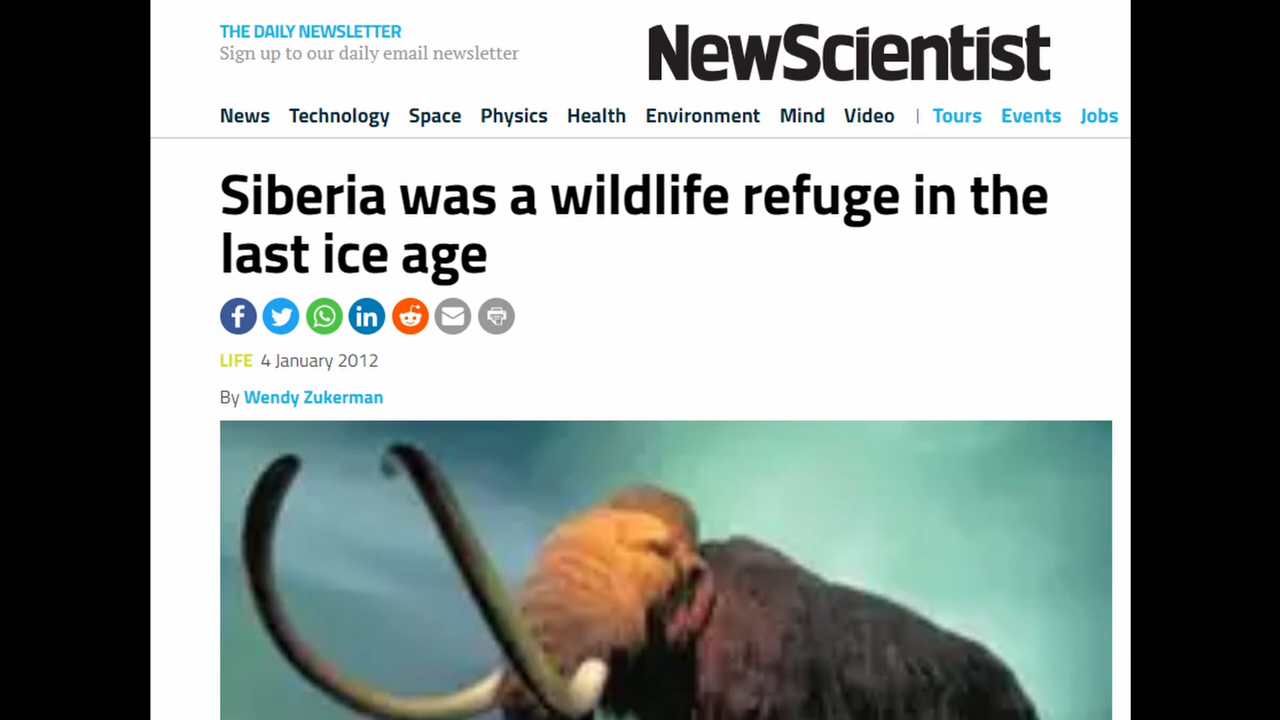 THE DAILY NEWSLETTER
Sign up to our daily email newsletter
NewScientist
News Technology Space Physics Health Environment Mind Video | Tours Events Jobs
Siberia was a wildlife refuge in the
last ice age
LIFE 4 January 2012
By Wendy Zukerman